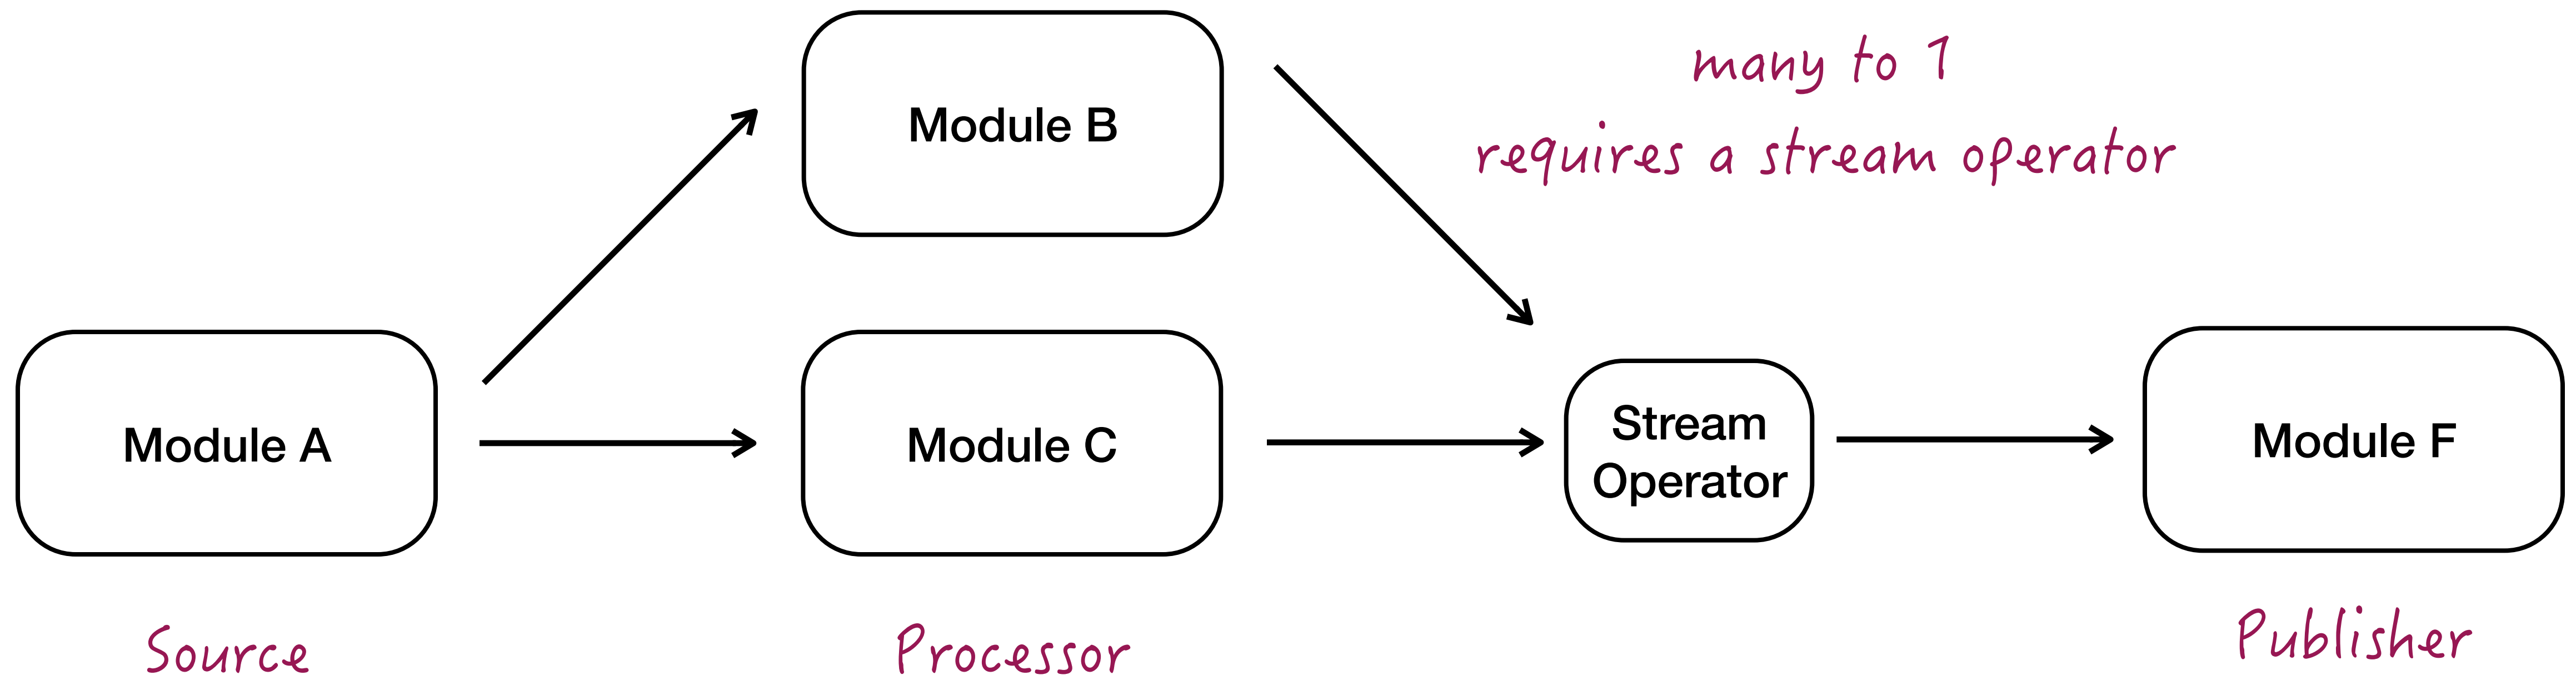 many to 1
requires a stream operator
Module B
Module A
Module C
Stream
Operator
Module F
Source
Processor
Publisher